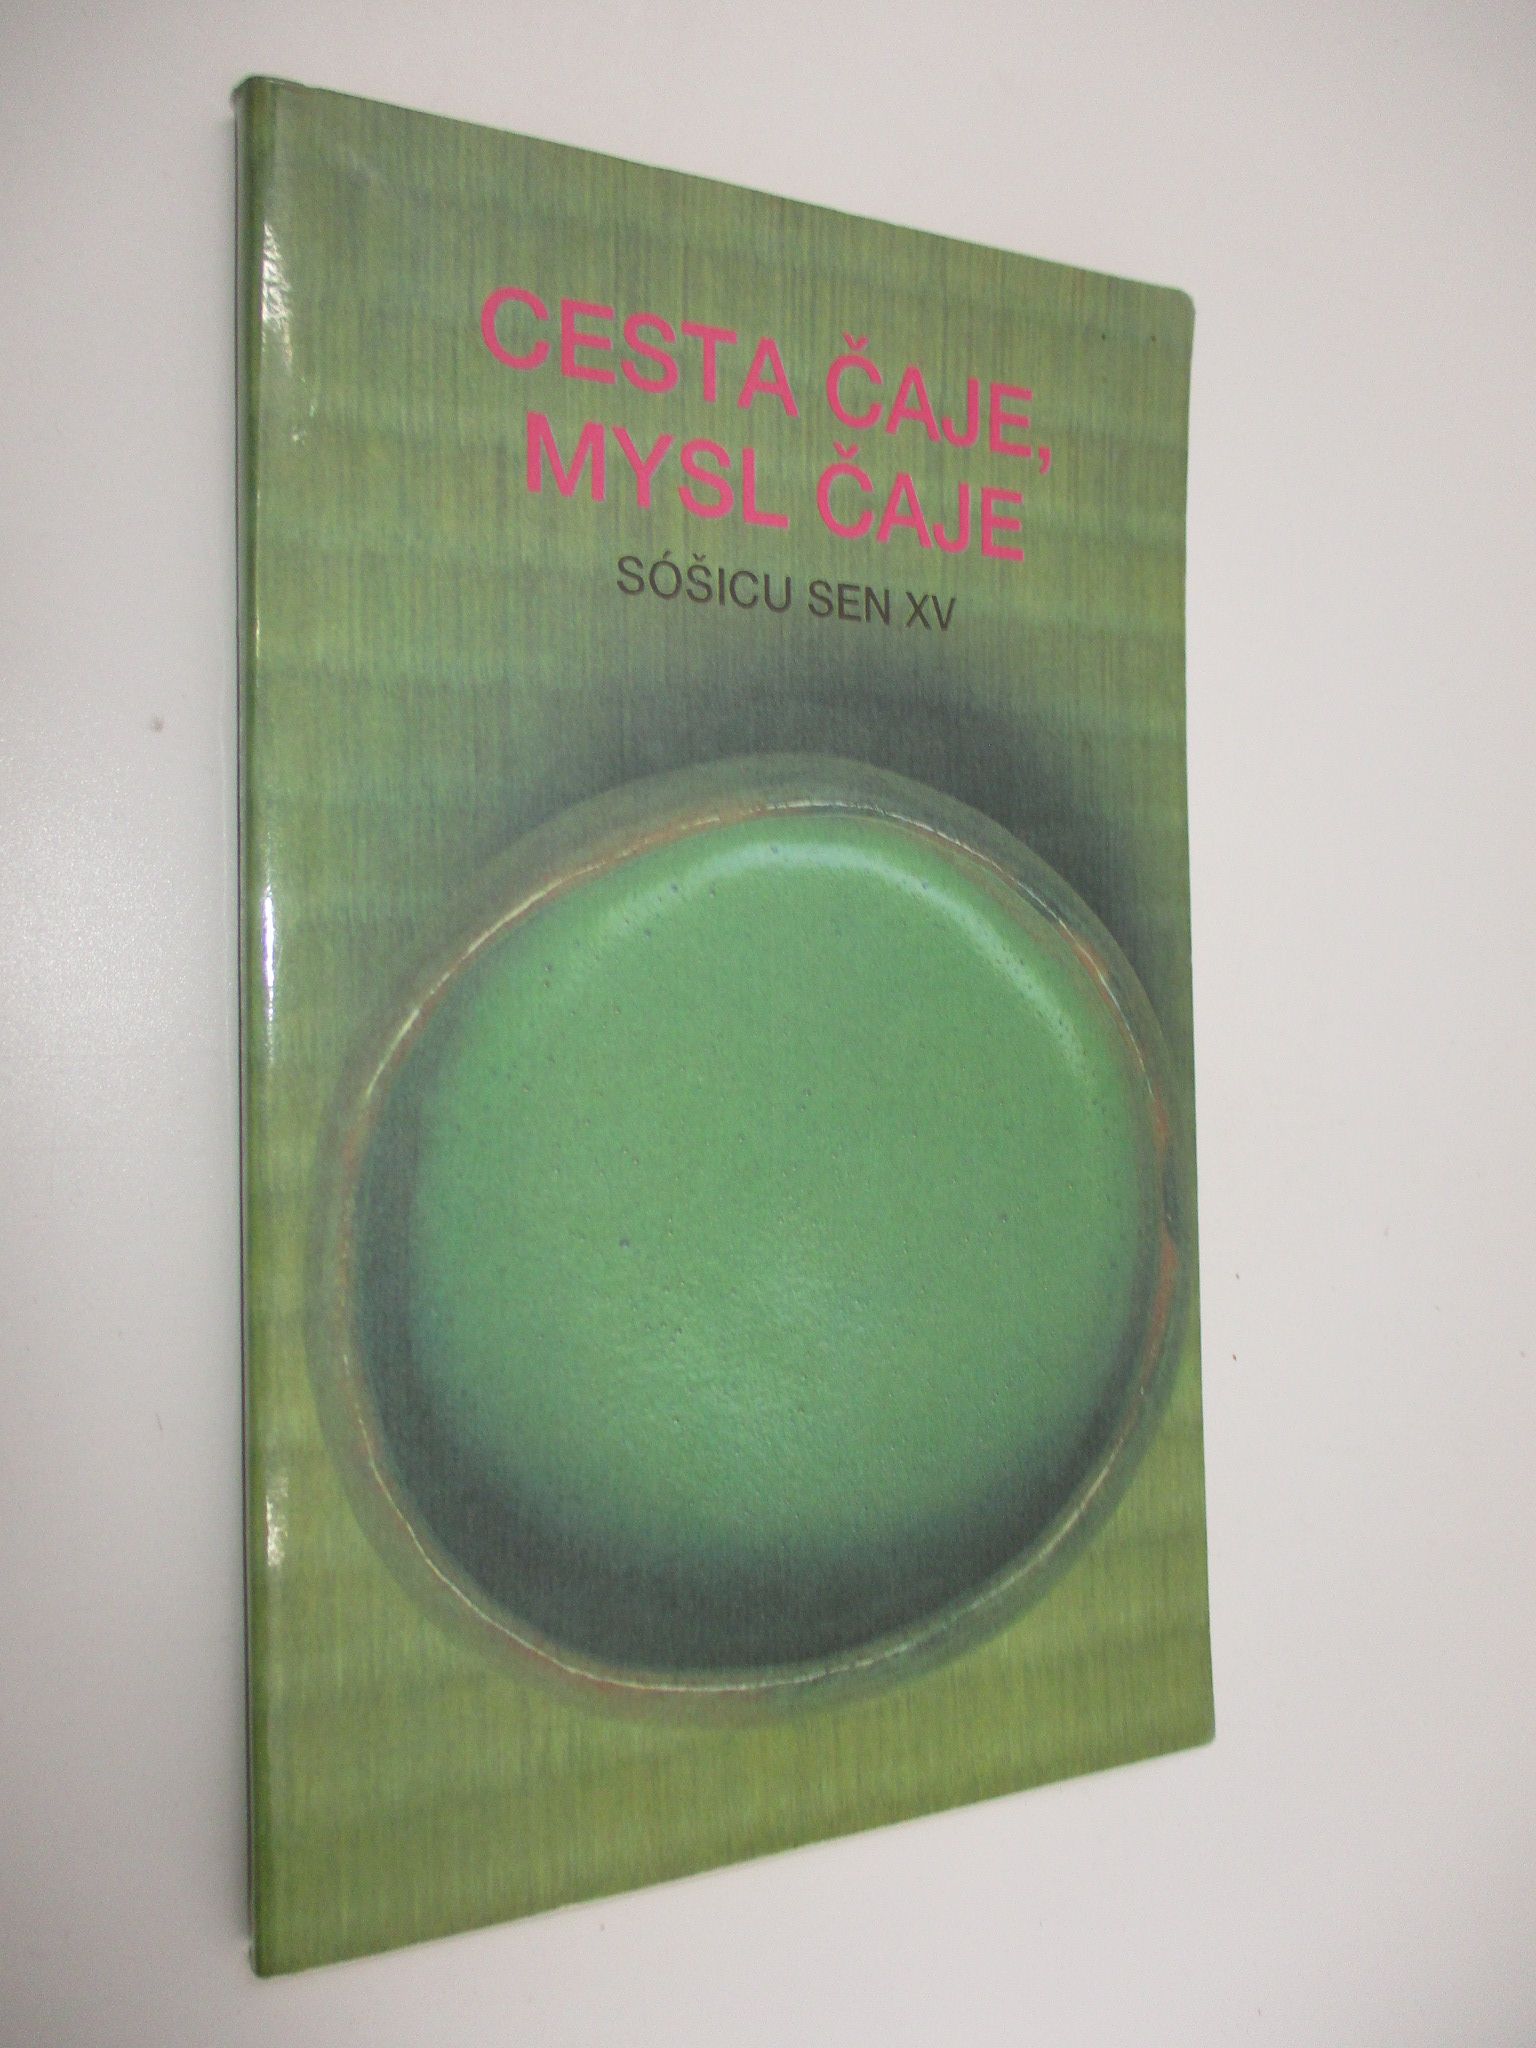 CESTA ČAJE,
MYSL ČAJE
SÓŠICU SEN XV